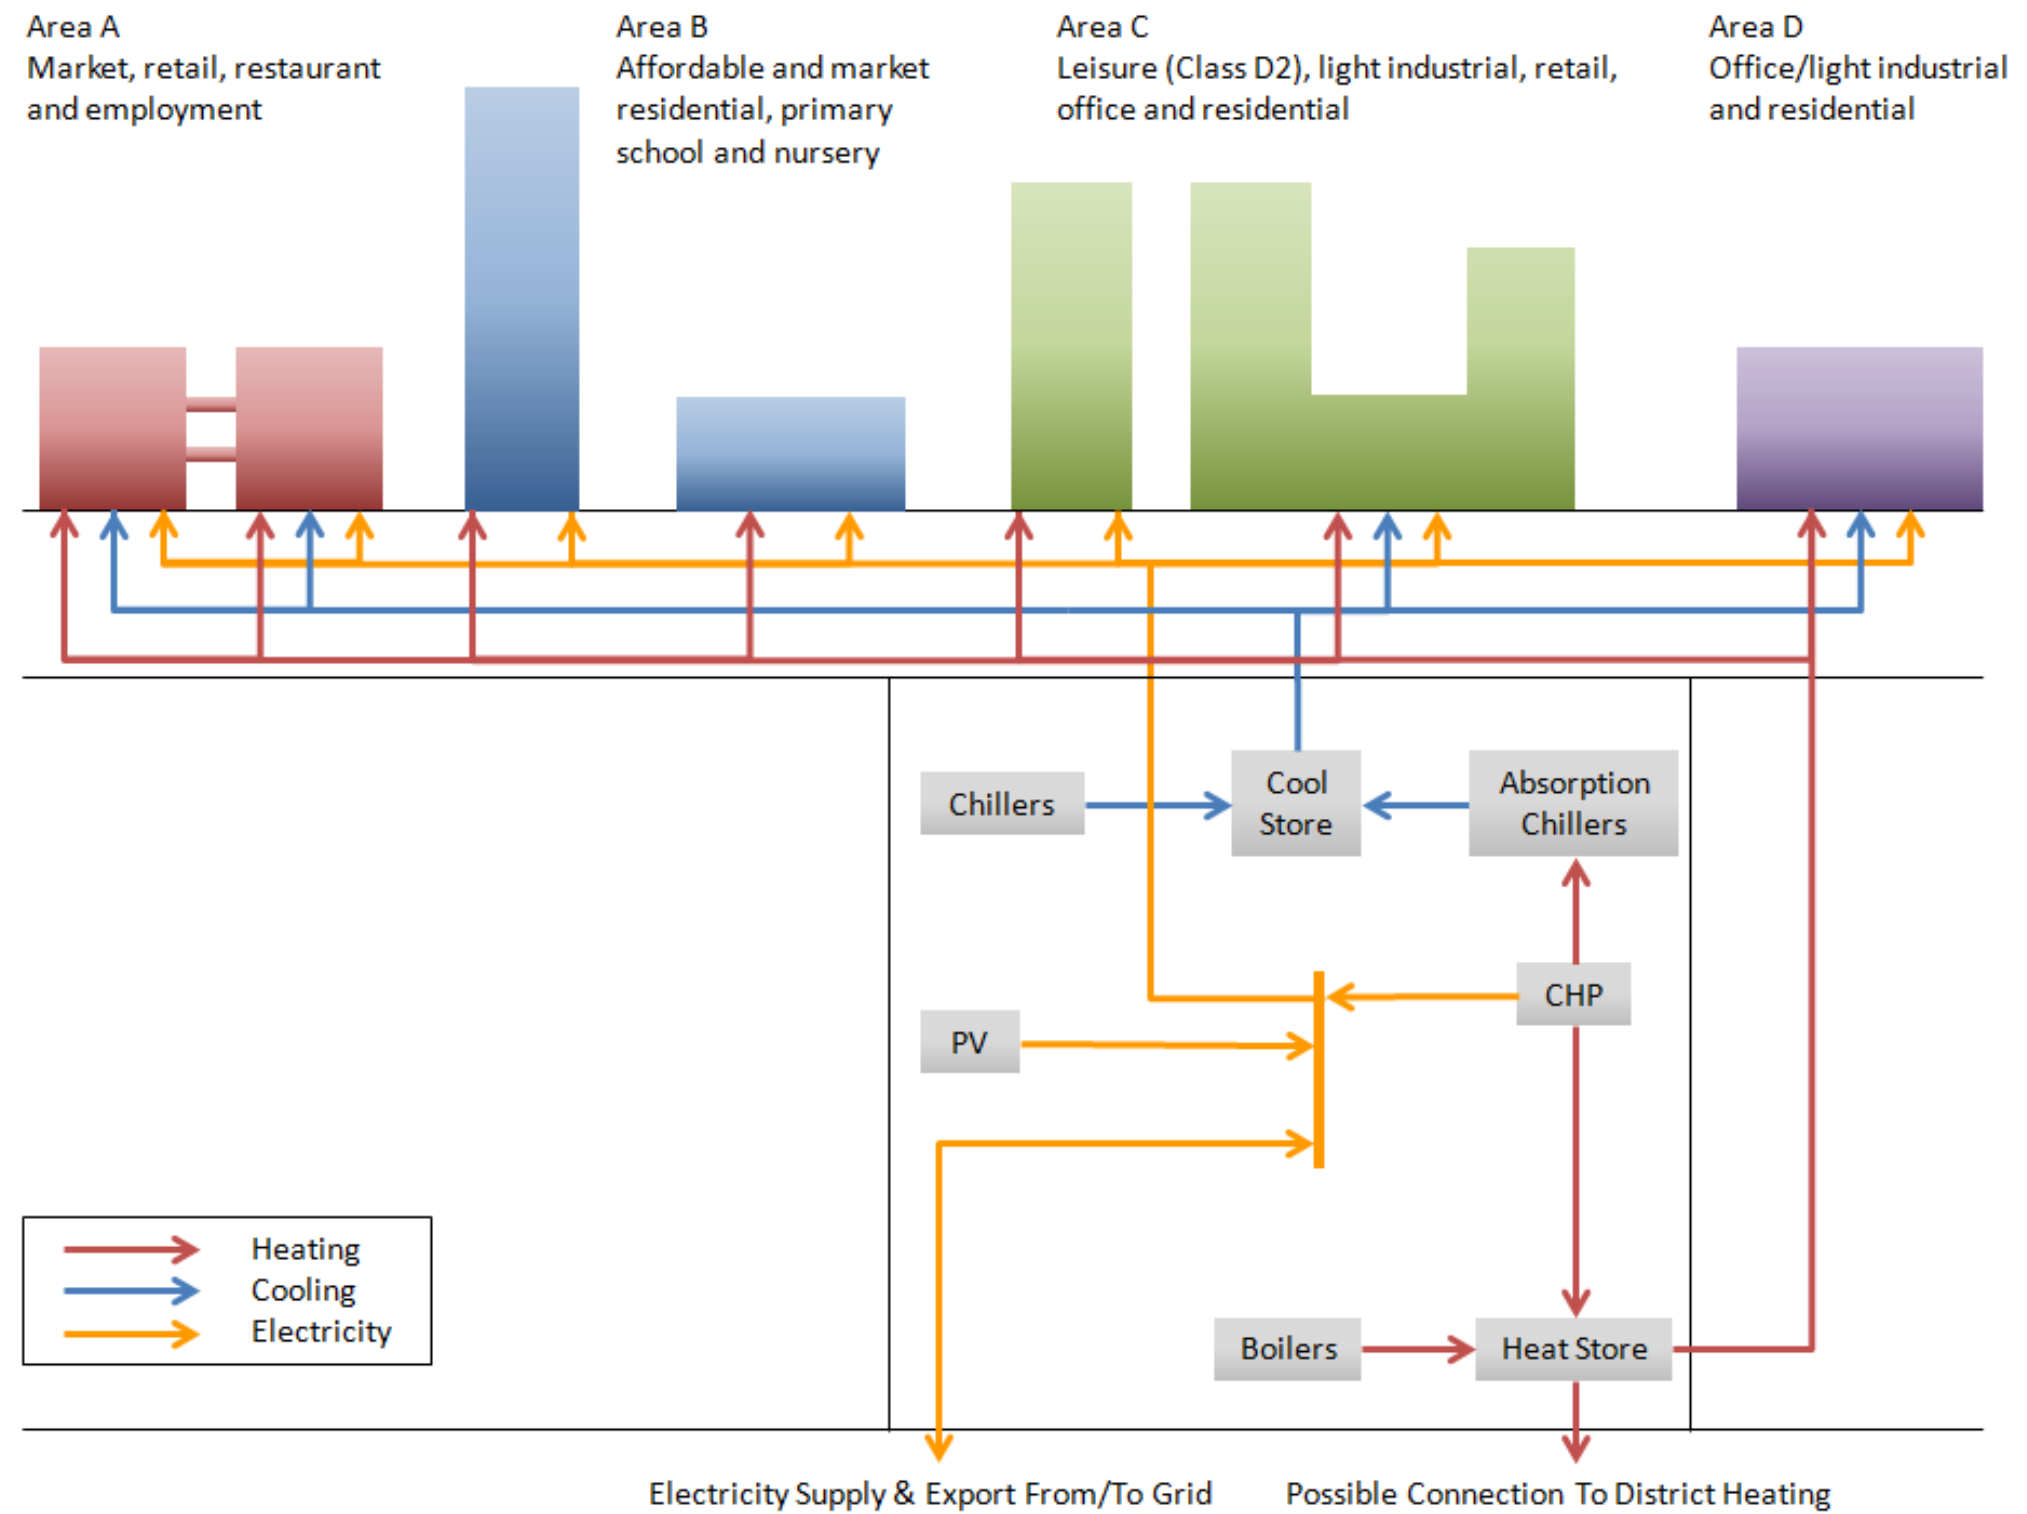 Area A
Market, retail, restaurant
and employment
Area B
Affordable and market
residential, primary
school and nursery
Area C
Leisure (Class D2), light industrial, retail,
office and residential
Area D
Office/light industrial
and residential
Chillers
Cool
Store
Absorption
Chillers
CHP
PV
Boilers
Heat Store
Heating
Cooling
Electricity
Electricity Supply & Export From/To Grid
Possible Connection To District Heating